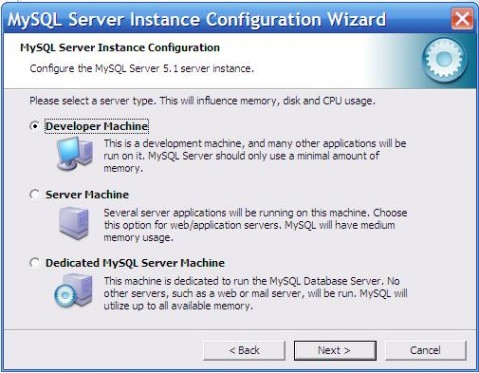 MySQL Server Instance Configuration Wizard
MySQL Server Instance Configuration
Configure the MySQL Server 5.1 server instance.
Please select a server type. This will influence memory, disk and CPU usage.
Developer Machine
This is a development machine, and many other applications will be
run on it. MySQL Server should only use a minimal amount of
memory.
Server Machine
Several server applications will be running on this machine. Choose
this option for web/application servers. MySQL will have medium
memory usage.
Dedicated MySQL Server Machine
This machine is dedicated to run the MySQL Database Server. No
other servers, such as a web or mail server, will be run. MySQL will
utilize up to all available memory.
< Back Next > Cancel